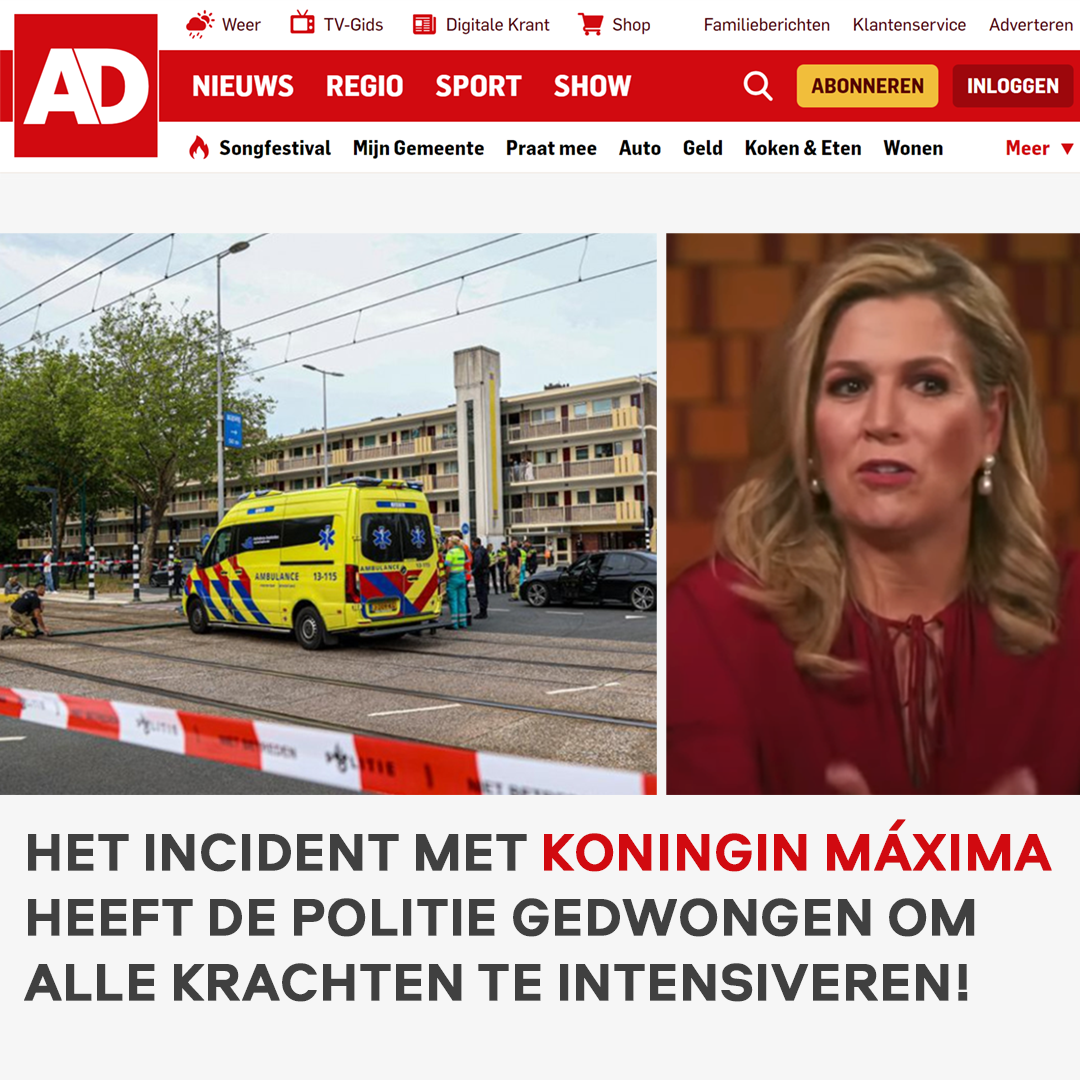 Weer TV-Gids Digitale Krant Shop Familieberichten Klantenservice Adverteren
AD NIEUWS REGIO SPORT SHOW ABONNEREN INLOGGEN
Songfestival Mijn Gemeente Praat mee Auto Geld Koken & Eten Wonen Meer
AMBULANCE
AMBULANCE 13-115
POLITIE NIET BETREDEN POLITIE
HET INCIDENT MET KONINGIN MÁXIMA
HEEFT DE POLITIE GEDWONGEN OM
ALLE KRACHTEN TE INTENSIVEREN!